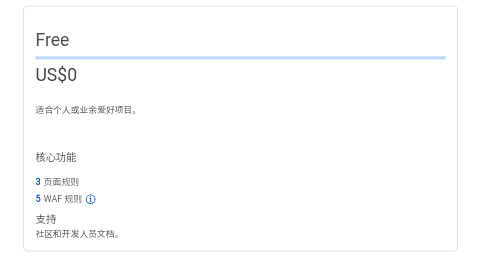 Free
US$0
适合个人或业余爱好项目。
核心功能
3 页面规则
5 WAF 规则
支持
社区和开发人员文档。